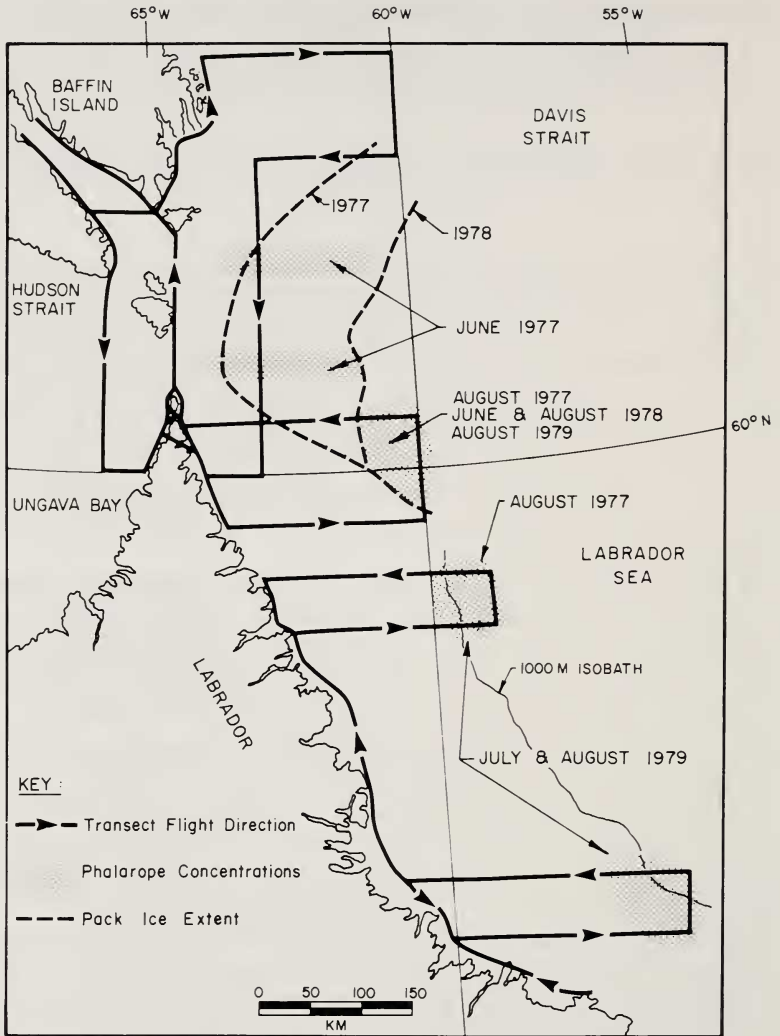 65°W
60°W
55°W
BAFFIN
ISLAND
DAVIS
STRAIT
1977
1978
HUDSON
STRAIT
JUNE 1977
AUGUST 1977
JUNE & AUGUST 1978
AUGUST 1979
60°N
UNGAVA BAY
AUGUST 1977
LABRADOR
SEA
LABRADOR
1000 M ISOBATH
JULY & AUGUST 1979
KEY :
Transect Flight Direction
Phalarope Concentrations
Pack Ice Extent
0 50 100 150
KM